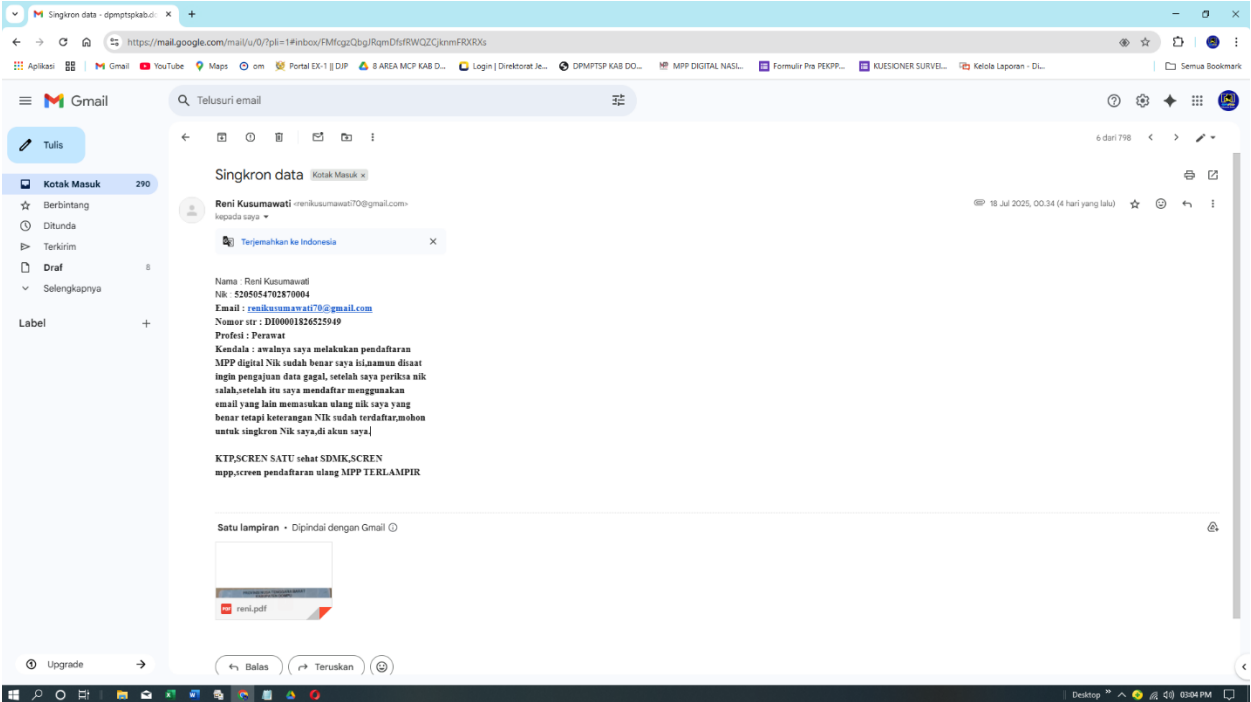 Singkron data - dpmptspkab.do
https://mail.google.com/mail/u/0/?pli=1#inbox/FMfcgzQbgJRqmDfsfRWQZCjknmFRXRXs
Aplikasi Gmail YouTube Maps om Portal EX-1 || DJP 8 AREA MCP KAB D... Login | Direktorat Je... DPMPTSP KAB DO... MPP DIGITAL NASI... Formulir Pra PEKPP... KUESIONER SURVEI... Kelola Laporan - Di... Semua Bookmark
Gmail
Telusuri email
Tulis
6 dari 798
Singkron data Kotak Masuk x
Kotak Masuk 290
Berbintang
Ditunda
Terkirim
Draf 8
Selengkapnya
Label +
Reni Kusumawati <renikusumawati70@gmail.com>
18 Jul 2025, 00.34 (4 hari yang lalu)
kepada saya
Terjemahkan ke Indonesia
Nama : Reni Kusumawati
Nik : 5205054702870004
Email : renikusumawati70@gmail.com
Nomor str : DI00001826525949
Profesi : Perawat
Kendala : awalnya saya melakukan pendaftaran
MPP digital Nik sudah benar saya isi,namun disaat
ingin pengajuan data gagal, setelah saya periksa nik
salah,setelah itu saya mendaftar menggunakan
email yang lain memasukan ulang nik saya yang
benar tetapi keterangan NIk sudah terdaftar,mohon
untuk singkron Nik saya,di akun saya.
KTP,SCREN SATU sehat SDMK,SCREN
mpp,screen pendaftaran ulang MPP TERLAMPIR
Satu lampiran • Dipindai dengan Gmail
PDF reni.pdf
Upgrade
Balas Teruskan
Desktop 03:04 PM